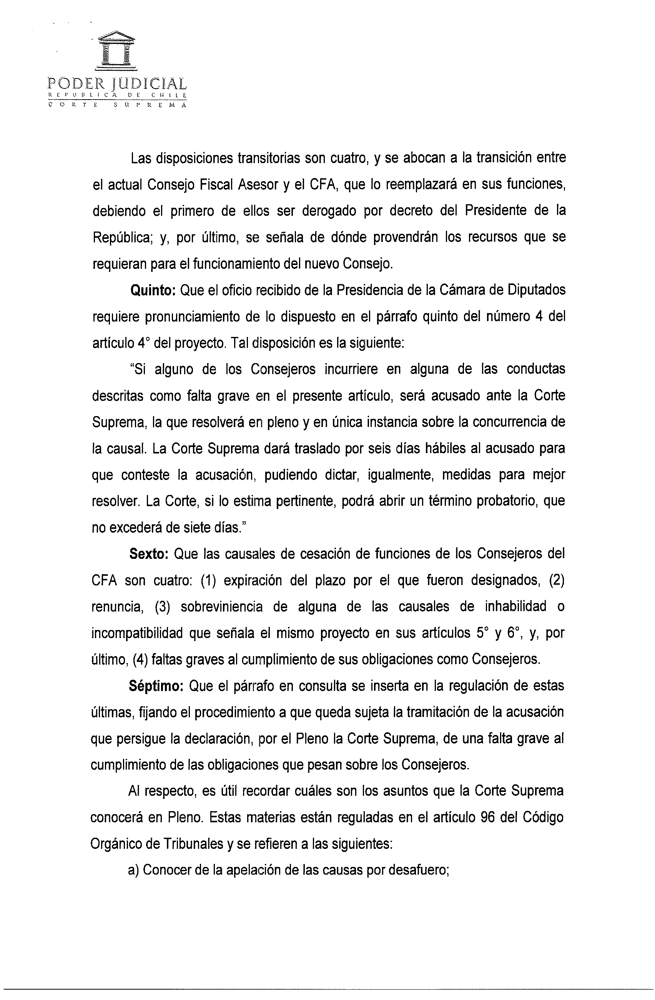 PODER JUDICIAL
REPUBLICA DE CHILE
CORTE SUPREMA
Las disposiciones transitorias son cuatro, y se abocan a la transición entre
el actual Consejo Fiscal Asesor y el CFA, que lo reemplazará en sus funciones,
debiendo el primero de ellos ser derogado por decreto del Presidente de la
República; y, por último, se señala de dónde provendrán los recursos que se
requieran para el funcionamiento del nuevo Consejo.
Quinto: Que el oficio recibido de la Presidencia de la Cámara de Diputados
requiere pronunciamiento de lo dispuesto en el párrafo quinto del número 4 del
artículo 4° del proyecto. Tal disposición es la siguiente:
“Si alguno de los Consejeros incurriere en alguna de las conductas
descritas como falta grave en el presente artículo, será acusado ante la Corte
Suprema, la que resolverá en pleno y en única instancia sobre la concurrencia de
la causal. La Corte Suprema dará traslado por seis días hábiles al acusado para
que conteste la acusación, pudiendo dictar, igualmente, medidas para mejor
resolver. La Corte, si lo estima pertinente, podrá abrir un término probatorio, que
no excederá de siete días.”
Sexto: Que las causales de cesación de funciones de los Consejeros del
CFA son cuatro: (1) expiración del plazo por el que fueron designados, (2)
renuncia, (3) sobreviniencia de alguna de las causales de inhabilidad o
incompatibilidad que señala el mismo proyecto en sus artículos 5° y 6°, y, por
último, (4) faltas graves al cumplimiento de sus obligaciones como Consejeros.
Séptimo: Que el párrafo en consulta se inserta en la regulación de estas
últimas, fijando el procedimiento a que queda sujeta la tramitación de la acusación
que persigue la declaración, por el Pleno la Corte Suprema, de una falta grave al
cumplimiento de las obligaciones que pesan sobre los Consejeros.
Al respecto, es útil recordar cuáles son los asuntos que la Corte Suprema
conocerá en Pleno. Estas materias están reguladas en el artículo 96 del Código
Orgánico de Tribunales y se refieren a las siguientes:
a) Conocer de la apelación de las causas por desafuero;